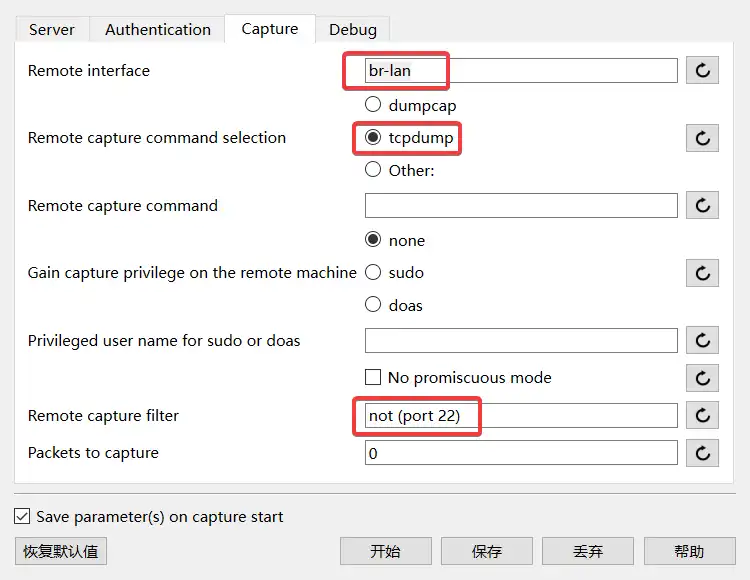 Server Authentication Capture Debug
Remote interface br-lan
dumpcap
Remote capture command selection tcpdump
Other:
Remote capture command
none
Gain capture privilege on the remote machine sudo
doas
Privileged user name for sudo or doas
No promiscuous mode
Remote capture filter not (port 22)
Packets to capture 0
Save parameter(s) on capture start
恢复默认值 开始 保存 丢弃 帮助